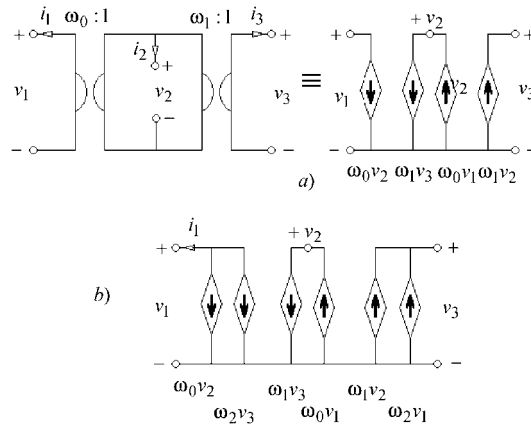 i₁ ω₀ : 1 ω₁ : 1 i₃
+ + + + v₂ +
i₂ +
v₁ v₂ v₃ ≡ v₁ v₂ v₃
−
− − − −
ω₀v₂ ω₁v₃ ω₀v₁ ω₁v₂
a)
i₁ + v₂
+ +
b) v₁ v₃
− −
ω₀v₂ ω₁v₃ ω₁v₂
ω₂v₃ ω₀v₁ ω₂v₁